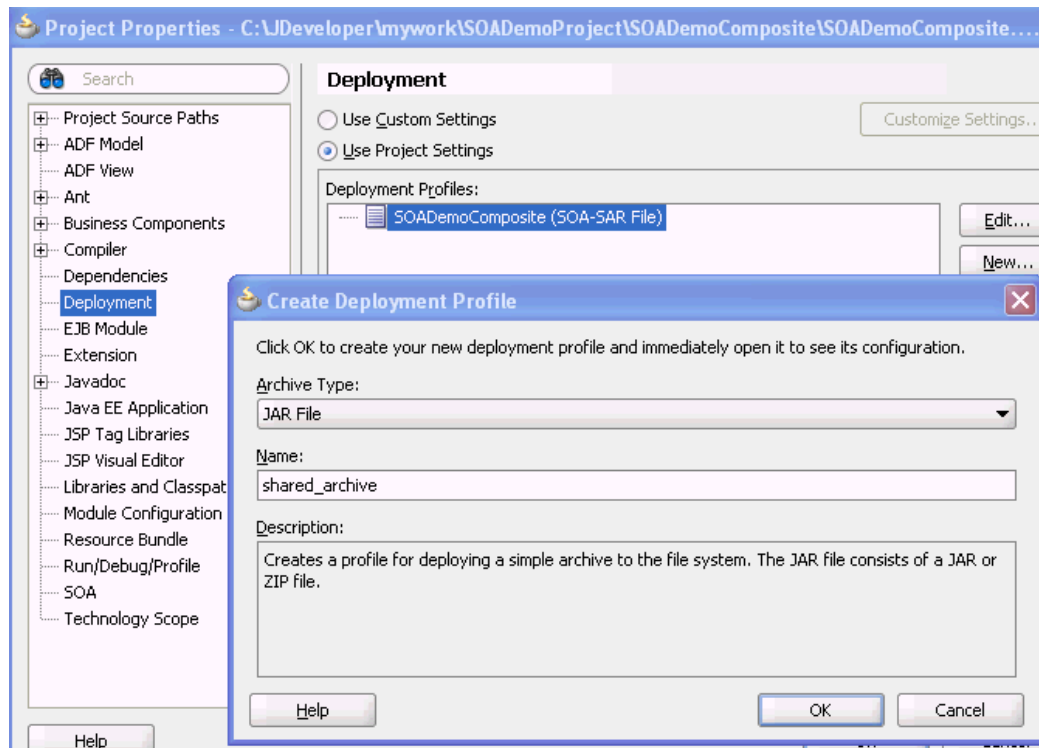 Project Properties - C:\JDeveloper\mywork\SOADemoProject\SOADemoComposite\SOADemoComposite....
Search
Project Source Paths
ADF Model
ADF View
Ant
Business Components
Compiler
Dependencies
Deployment
EJB Module
Extension
Javadoc
Java EE Application
JSP Tag Libraries
JSP Visual Editor
Libraries and Classpat
Module Configuration
Resource Bundle
Run/Debug/Profile
SOA
Technology Scope
Help
Deployment
Use Custom Settings
Customize Settings..
Use Project Settings
Deployment Profiles:
SOADemoComposite (SOA-SAR File)
Edit...
New...
Create Deployment Profile
Click OK to create your new deployment profile and immediately open it to see its configuration.
Archive Type:
JAR File
Name:
shared_archive
Description:
Creates a profile for deploying a simple archive to the file system. The JAR file consists of a JAR or
ZIP file.
Help
OK
Cancel